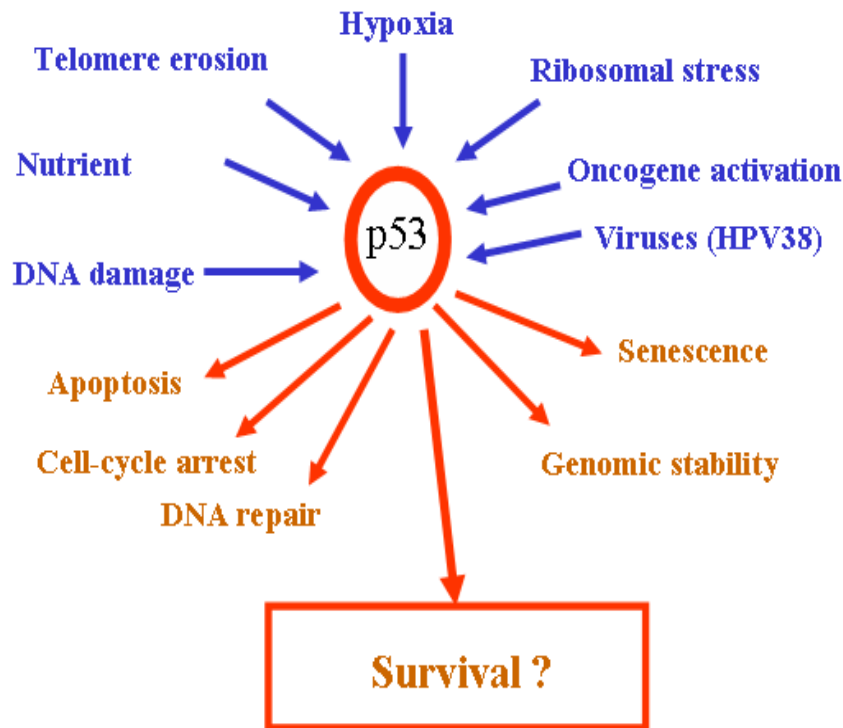 Hypoxia
Telomere erosion
Ribosomal stress
Nutrient
Oncogene activation
p53
Viruses (HPV38)
DNA damage
Senescence
Apoptosis
Cell-cycle arrest
Genomic stability
DNA repair
Survival ?